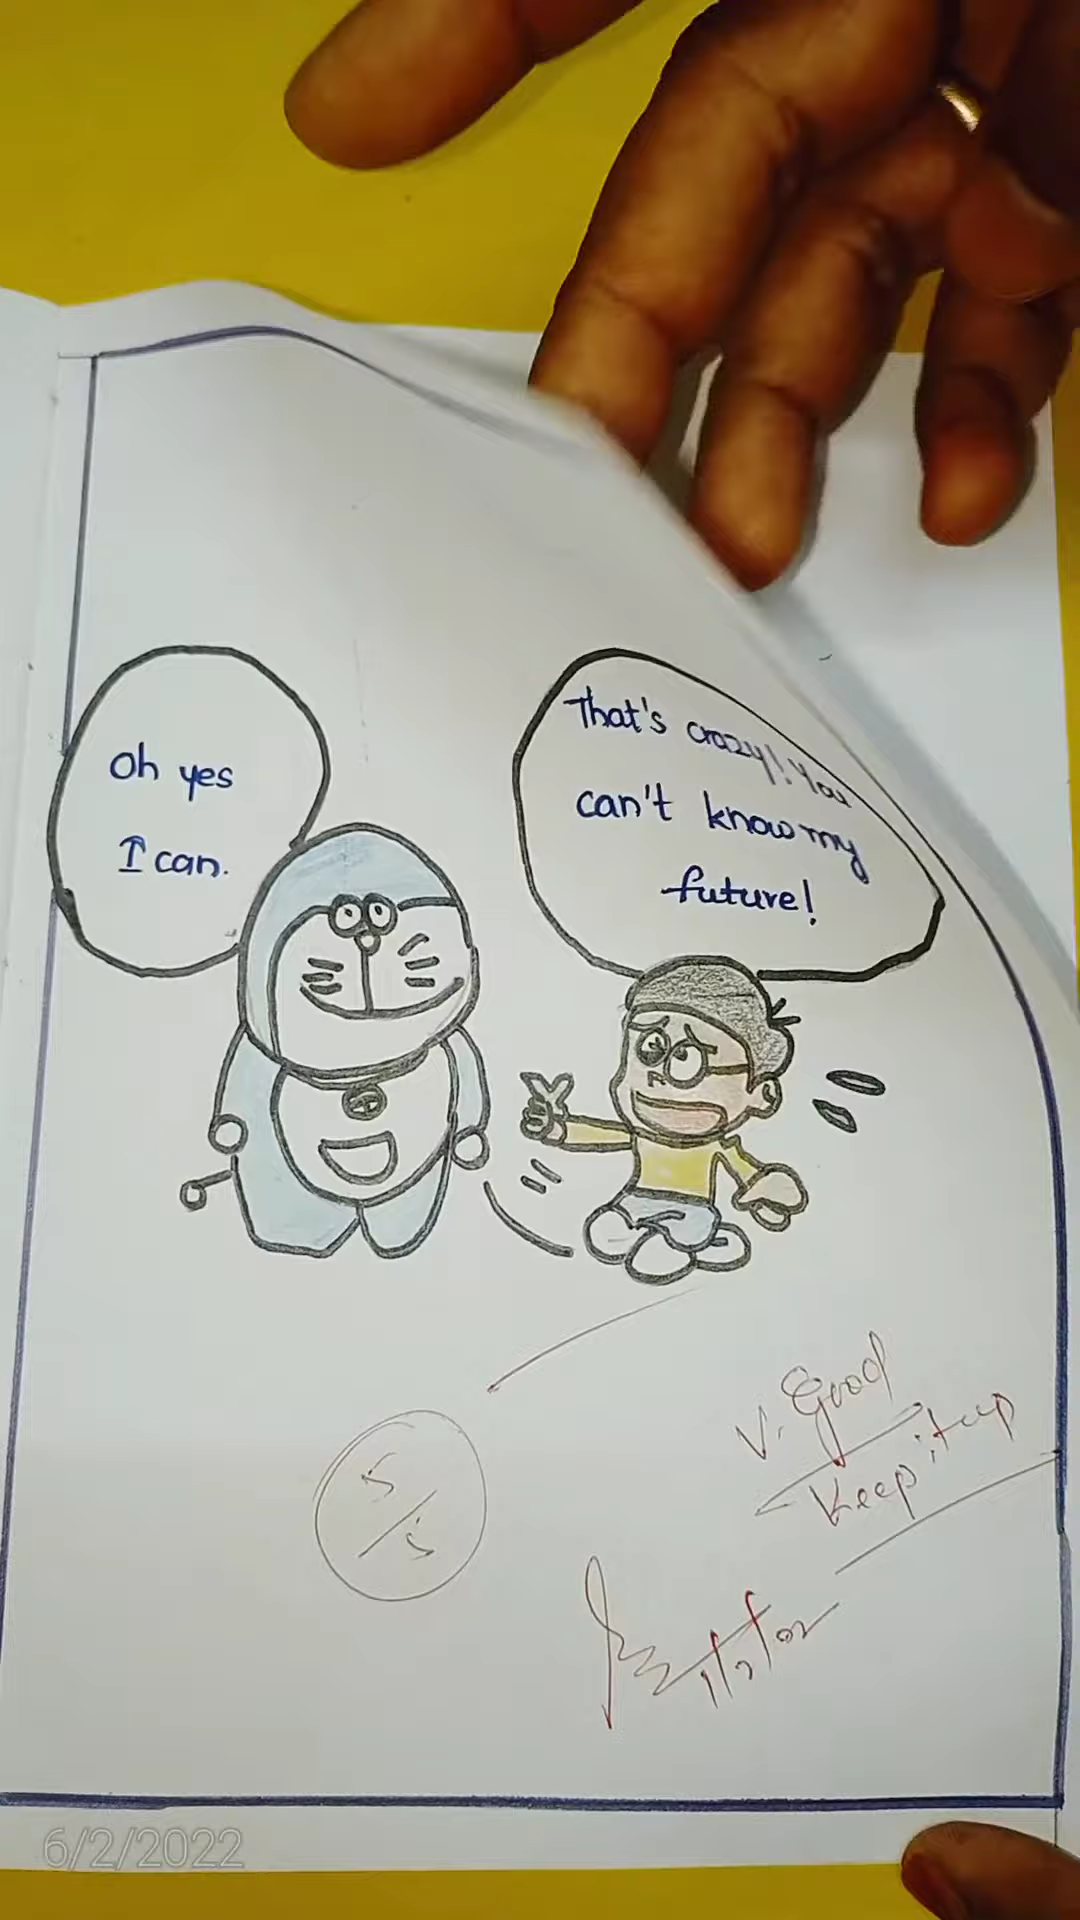 Oh yes
I can.
That's crazy! You
can't know my
future!
5/5
V. Good
Keep it up
6/2/2022